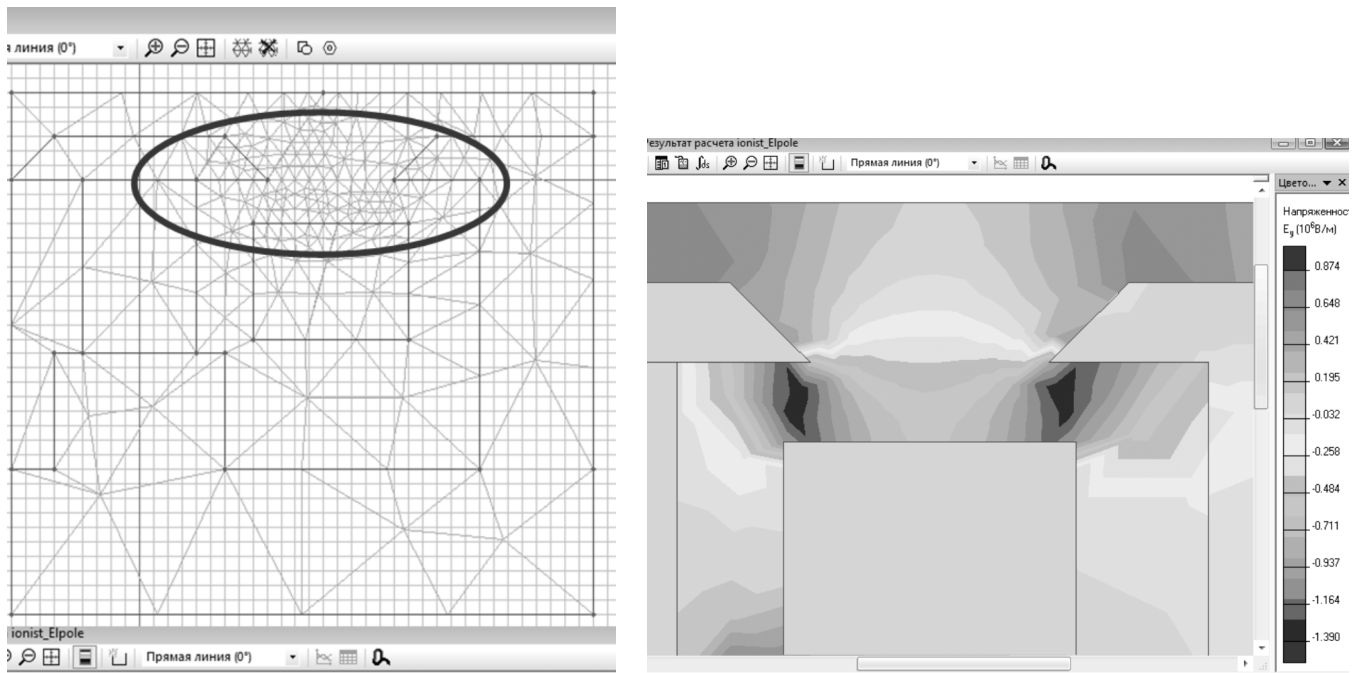 я линия (0°)
ionist_Elpole
Прямая линия (0°)
Результат расчета ionist_Elpole
Прямая линия (0°)
Цвето...
Напряженност
Ey (10⁶В/м)
0.874
0.648
0.421
0.195
-0.032
-0.258
-0.484
-0.711
-0.937
-1.164
-1.390